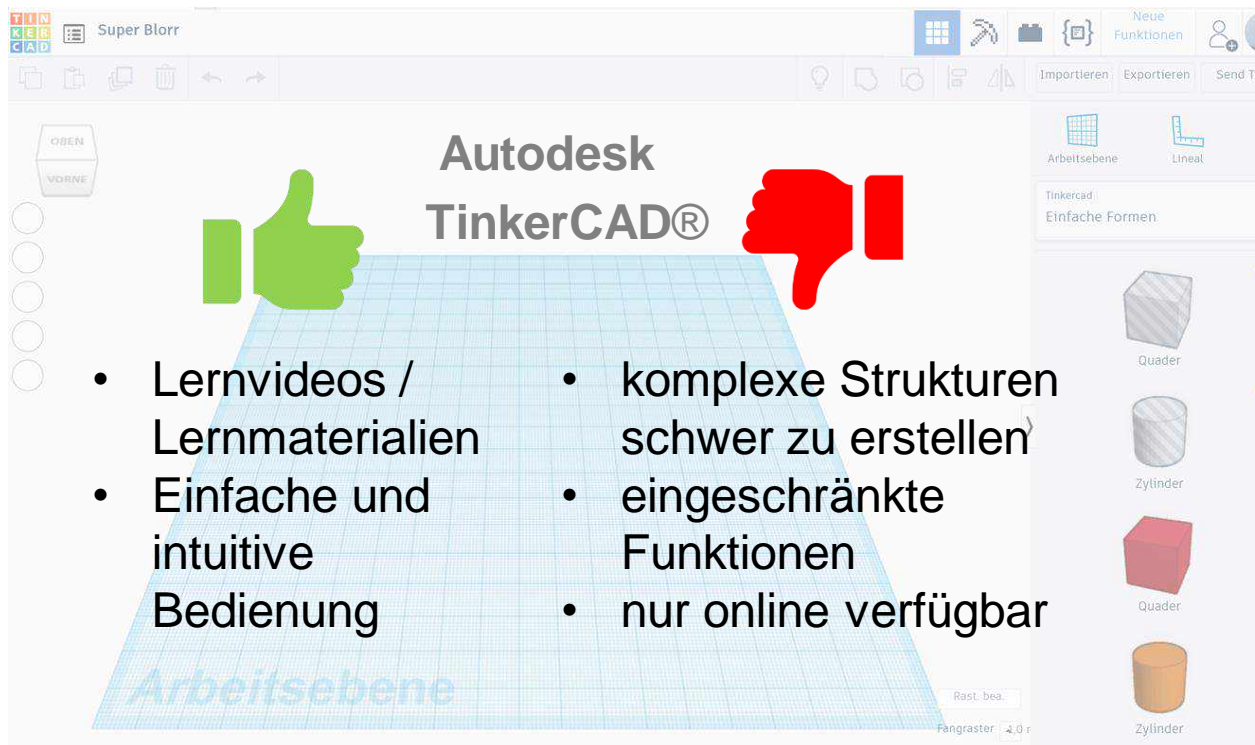 TIN
KER
CAD
Super Blorr
Neue
Funktionen
Importieren
Exportieren
Send T
OBEN
VORNE
Autodesk
TinkerCAD®
Arbeitsebene
Lineal
Tinkercad
Einfache Formen
• Lernvideos /
Lernmaterialien
• Einfache und
intuitive
Bedienung
• komplexe Strukturen
schwer zu erstellen
• eingeschränkte
Funktionen
• nur online verfügbar
Quader
Zylinder
Quader
Zylinder
Arbeitsebene
Rast. bea.
Fangraster